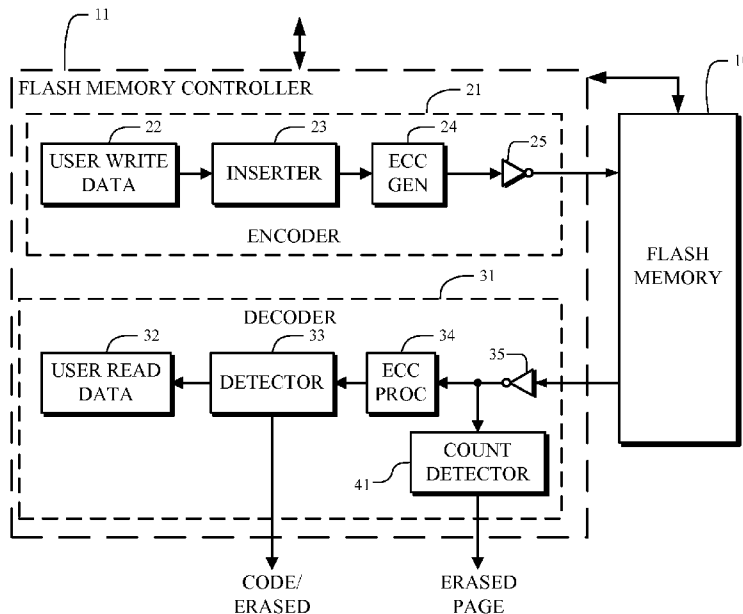 11
10
FLASH MEMORY CONTROLLER
21
22
23
24
25
USER WRITE
DATA
INSERTER
ECC
GEN
ENCODER
FLASH
MEMORY
31
DECODER
32
33
34
35
USER READ
DATA
DETECTOR
ECC
PROC
COUNT
DETECTOR
41
CODE/
ERASED
ERASED
PAGE